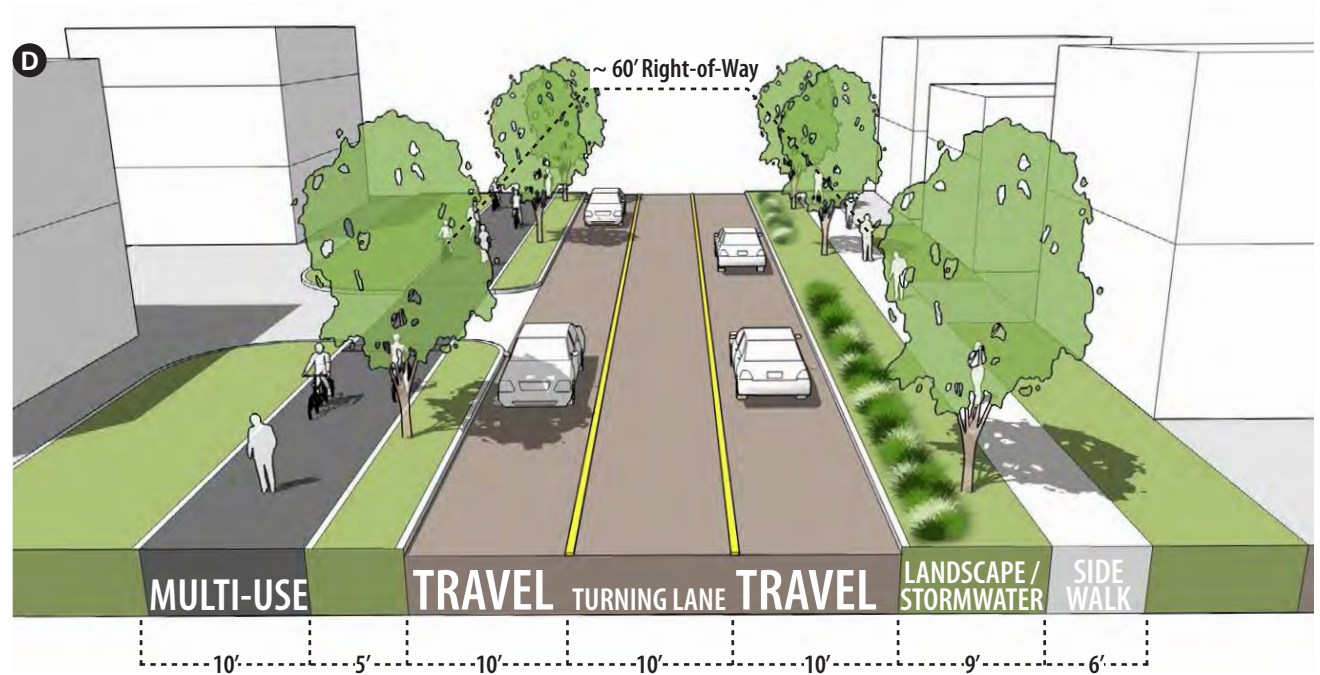 D
~ 60' Right-of-Way
MULTI-USE
TRAVEL
TURNING LANE
TRAVEL
LANDSCAPE /
STORMWATER
SIDE
WALK
10'
5'
10'
10'
10'
9'
6'